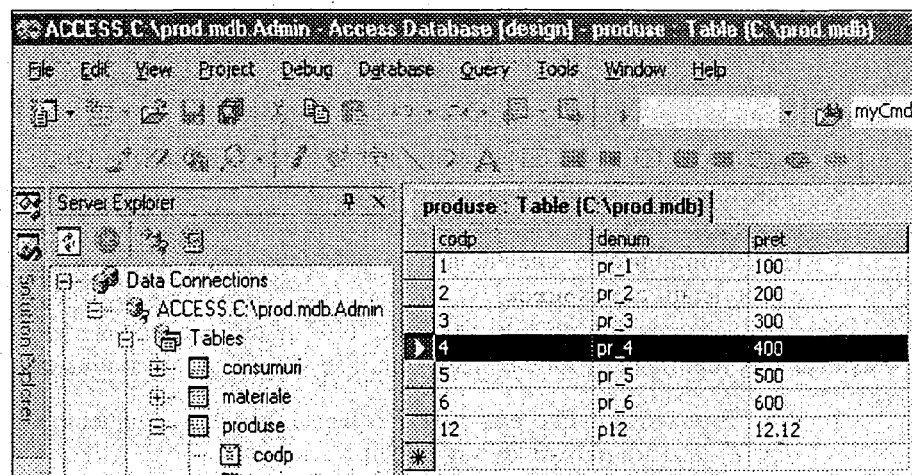 ACCESS.C:\prod.mdb.Admin - Access Database [design] - produse : Table (C:\prod.mdb)
File Edit View Project Debug Database Query Tools Window Help
myCmd
Server Explorer
produse : Table (C:\prod.mdb)
codp denum pret
Solution Explorer
Data Connections
ACCESS.C:\prod.mdb.Admin
Tables
consumuri
materiale
produse
codp
1 pr_1 100
2 pr_2 200
3 pr_3 300
4 pr_4 400
5 pr_5 500
6 pr_6 600
12 p12 12.12